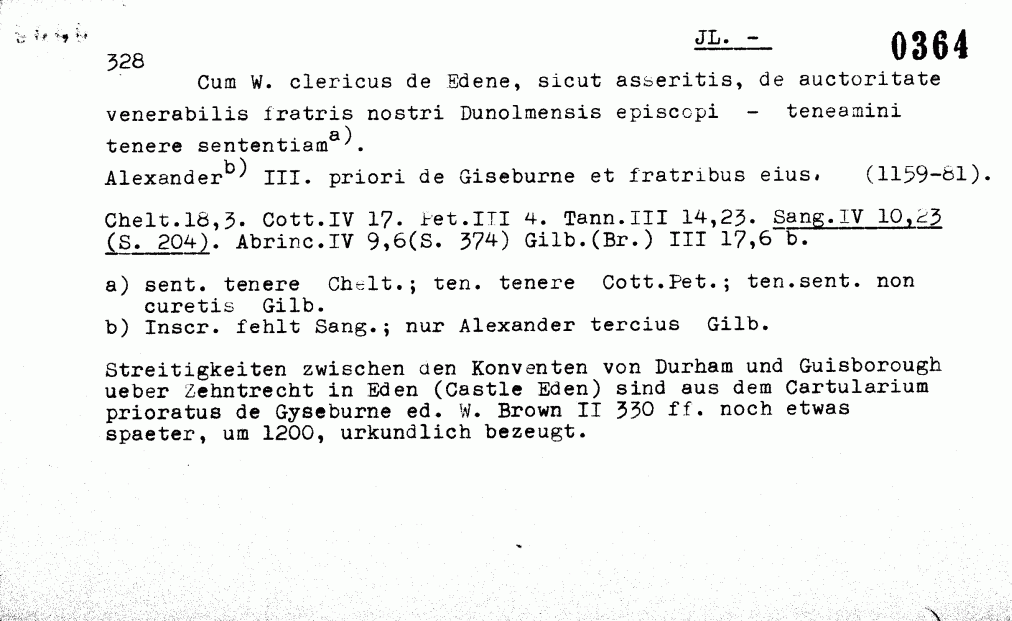 JL. -
0364
328
Cum W. clericus de Edene, sicut asseritis, de auctoritate
venerabilis fratris nostri Dunolmensis episcopi - teneamini
tenere sententiam a).
Alexander b) III. priori de Giseburne et fratribus eius. (1159-81).
Chelt.18,3. Cott.IV 17. Pet.III 4. Tann.III 14,23. Sang.IV 10,23
(S. 204). Abrinc.IV 9,6(S. 374) Gilb.(Br.) III 17,6 b.
a) sent. tenere Chelt.; ten. tenere Cott.Pet.; ten.sent. non
curetis Gilb.
b) Inscr. fehlt Sang.; nur Alexander tercius Gilb.
Streitigkeiten zwischen den Konventen von Durham und Guisborough
ueber Zehntrecht in Eden (Castle Eden) sind aus dem Cartularium
prioratus de Gyseburne ed. W. Brown II 330 ff. noch etwas
spaeter, um 1200, urkundlich bezeugt.